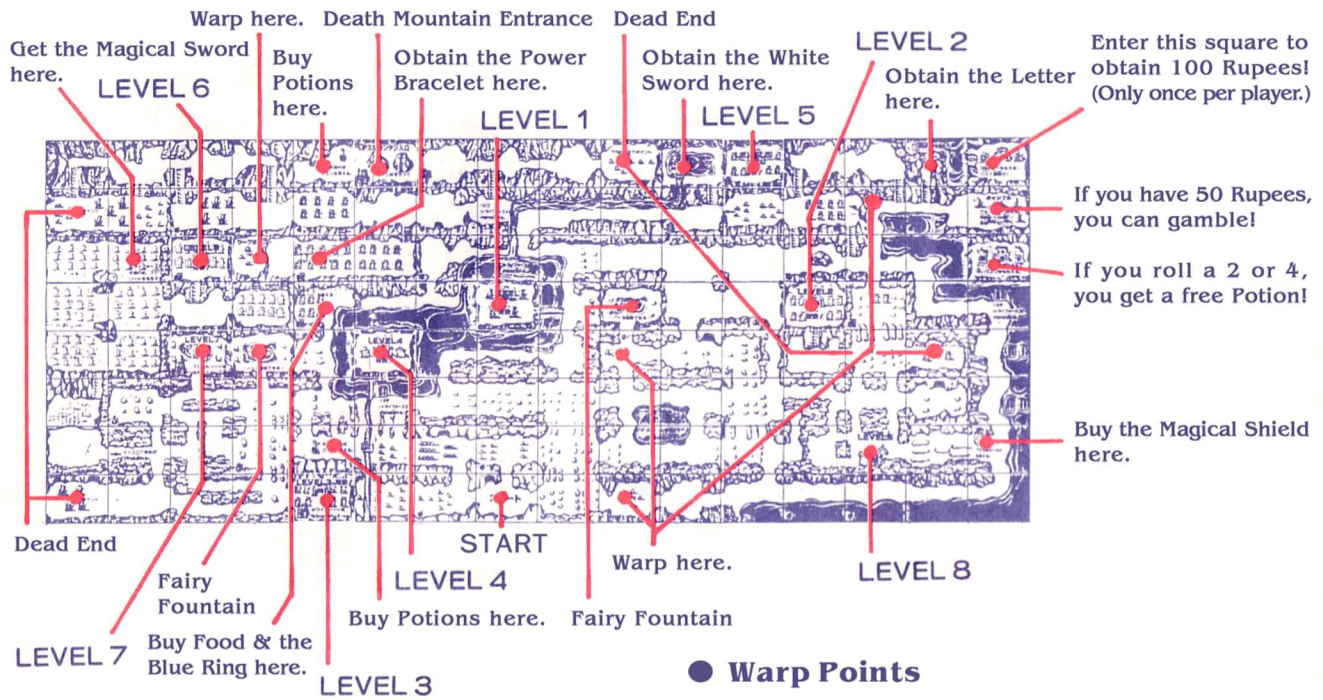 Warp here.
Death Mountain Entrance
Dead End
Get the Magical Sword
here.
LEVEL 6
Buy
Potions
here.
Obtain the Power
Bracelet here.
LEVEL 1
Obtain the White
Sword here.
LEVEL 5
LEVEL 2
Obtain the Letter
here.
Enter this square to
obtain 100 Rupees!
(Only once per player.)
If you have 50 Rupees,
you can gamble!
If you roll a 2 or 4,
you get a free Potion!
LEVEL4
Buy the Magical Shield
here.
Dead End
Fairy
Fountain
LEVEL 7
Buy Food & the
Blue Ring here.
LEVEL 3
START
LEVEL 4
Buy Potions here.
Fairy Fountain
Warp here.
LEVEL 8
● Warp Points